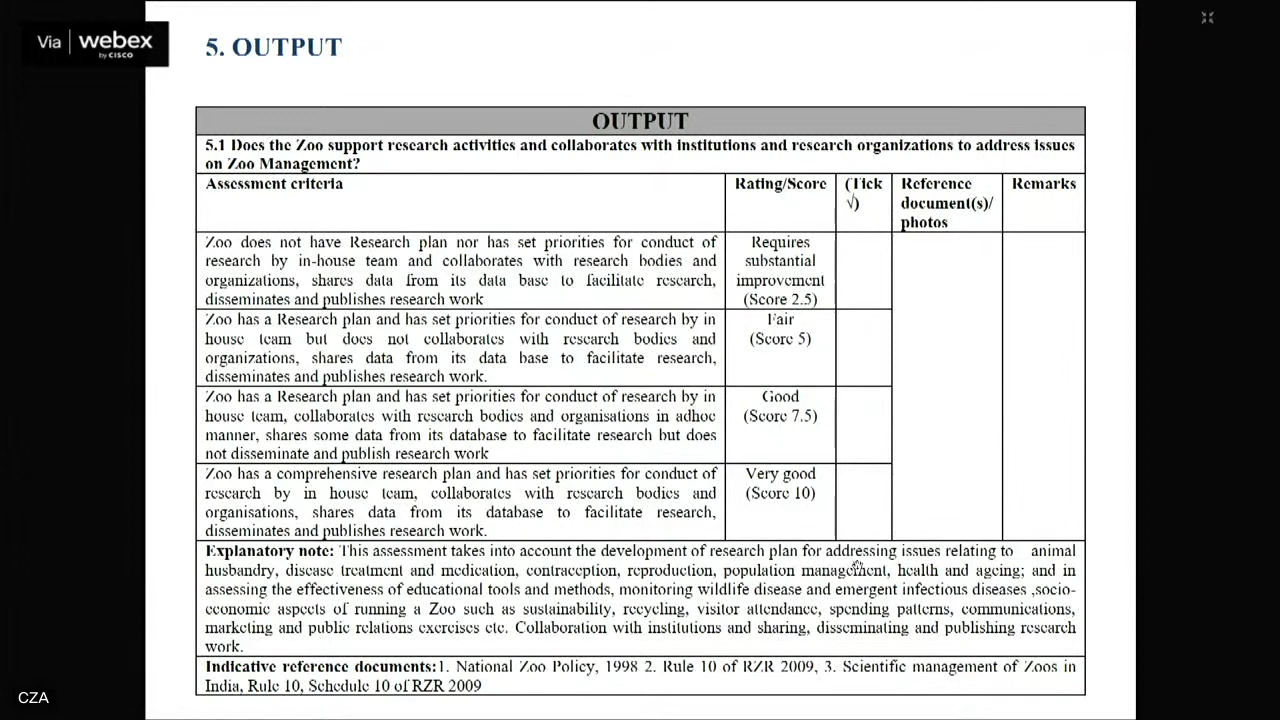 Via webex
by CISCO
5. OUTPUT
OUTPUT
5.1 Does the Zoo support research activities and collaborates with institutions and research organizations to address issues
on Zoo Management?
Assessment criteria
Rating/Score
(Tick
√)
Reference
document(s)/
photos
Remarks
Zoo does not have Research plan nor has set priorities for conduct of
research by in-house team and collaborates with research bodies and
organizations, shares data from its data base to facilitate research,
disseminates and publishes research work
Requires
substantial
improvement
(Score 2.5)
Zoo has a Research plan and has set priorities for conduct of research by in
house team but does not collaborates with research bodies and
organizations, shares data from its data base to facilitate research,
disseminates and publishes research work.
Fair
(Score 5)
Zoo has a Research plan and has set priorities for conduct of research by in
house team, collaborates with research bodies and organisations in adhoc
manner, shares some data from its database to facilitate research but does
not disseminate and publish research work
Good
(Score 7.5)
Zoo has a comprehensive research plan and has set priorities for conduct of
research by in house team, collaborates with research bodies and
organisations, shares data from its database to facilitate research,
disseminates and publishes research work.
Very good
(Score 10)
Explanatory note: This assessment takes into account the development of research plan for addressing issues relating to animal
husbandry, disease treatment and medication, contraception, reproduction, population management, health and ageing; and in
assessing the effectiveness of educational tools and methods, monitoring wildlife disease and emergent infectious diseases ,socio-
economic aspects of running a Zoo such as sustainability, recycling, visitor attendance, spending patterns, communications,
marketing and public relations exercises etc. Collaboration with institutions and sharing, disseminating and publishing research
work.
Indicative reference documents:1. National Zoo Policy, 1998 2. Rule 10 of RZR 2009, 3. Scientific management of Zoos in
India, Rule 10, Schedule 10 of RZR 2009
CZA